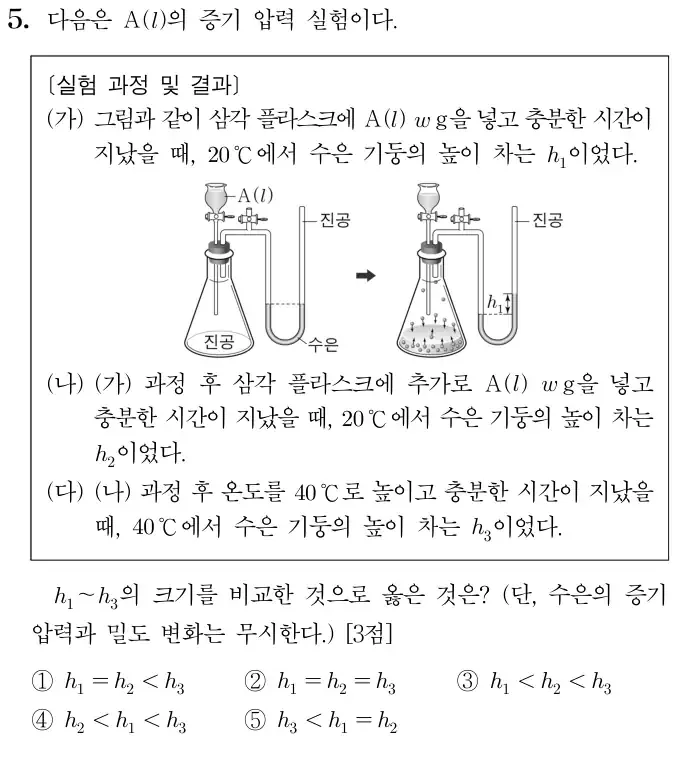 5. 다음은 A(l)의 증기 압력 실험이다.
〔실험 과정 및 결과〕
(가) 그림과 같이 삼각 플라스크에 A(l) w g을 넣고 충분한 시간이
지났을 때, 20℃에서 수은 기둥의 높이 차는 h₁이었다.
A(l)
진공
진공
수은
진공
h₁
(나) (가) 과정 후 삼각 플라스크에 추가로 A(l) w g을 넣고
충분한 시간이 지났을 때, 20℃에서 수은 기둥의 높이 차는
h₂이었다.
(다) (나) 과정 후 온도를 40℃로 높이고 충분한 시간이 지났을
때, 40℃에서 수은 기둥의 높이 차는 h₃이었다.
h₁~h₃의 크기를 비교한 것으로 옳은 것은? (단, 수은의 증기
압력과 밀도 변화는 무시한다.) [3점]
① h₁ = h₂ < h₃ ② h₁ = h₂ = h₃ ③ h₁ < h₂ < h₃
④ h₂ < h₁ < h₃ ⑤ h₃ < h₁ = h₂